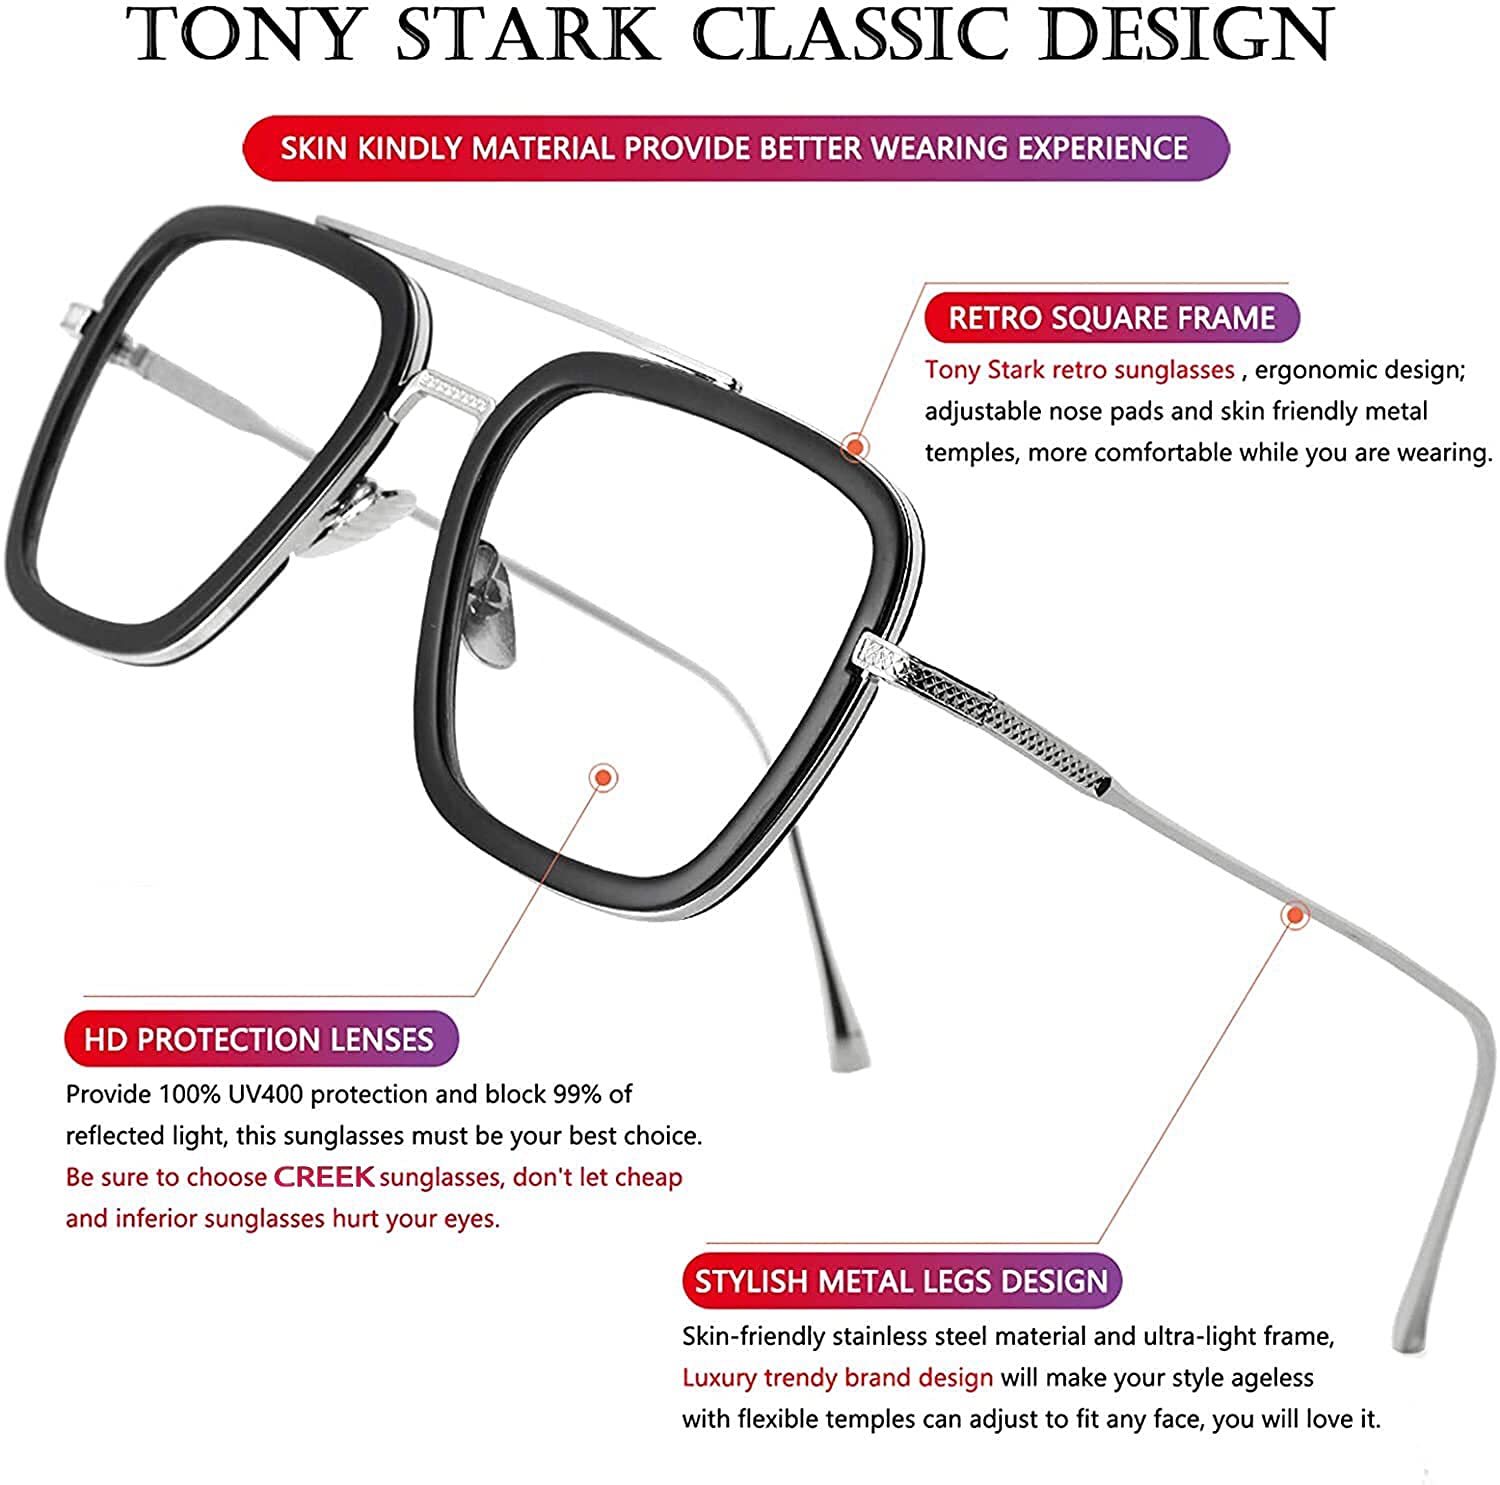 TONY STARK CLASSIC DESIGN
SKIN KINDLY MATERIAL PROVIDE BETTER WEARING EXPERIENCE
RETRO SQUARE FRAME
Tony Stark retro sunglasses , ergonomic design;
adjustable nose pads and skin friendly metal
temples, more comfortable while you are wearing.
HD PROTECTION LENSES
Provide 100% UV400 protection and block 99% of
reflected light, this sunglasses must be your best choice.
Be sure to choose CREEK sunglasses, don't let cheap
and inferior sunglasses hurt your eyes.
STYLISH METAL LEGS DESIGN
Skin-friendly stainless steel material and ultra-light frame,
Luxury trendy brand design will make your style ageless
with flexible temples can adjust to fit any face, you will love it.